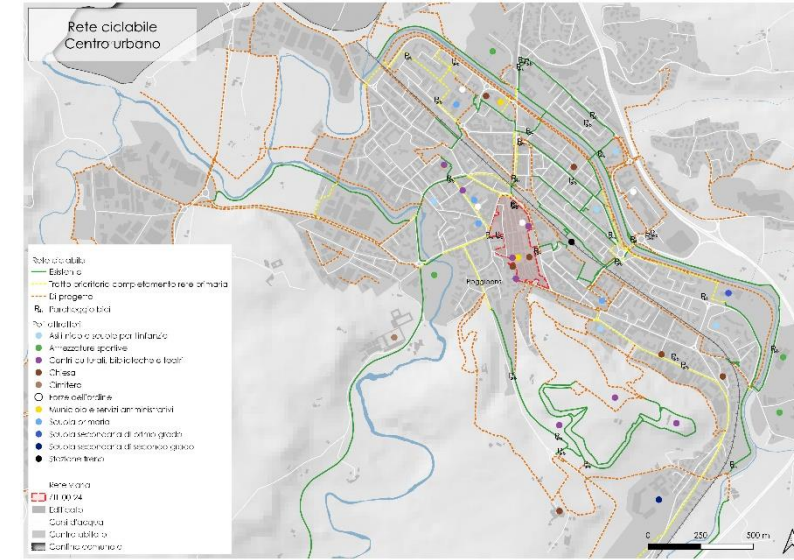 Rete ciclabile
Centro urbano
Rete ciclabile
Esistente
Tratto prioritario completamento rete primaria
Di progetto
Parcheggio bici
Poli attrattori
Asili nido e scuole per l'infanzia
Attrezzature sportive
Centri culturali, biblioteche e teatri
Chiesa
Cimitero
Forze dell'ordine
Municipio e servizi amministrativi
Scuola primaria
Scuola secondaria di primo grado
Scuola secondaria di secondo grado
Stazione treno
Rete viaria
ZTL 00-24
Edificato
Corsi d'acqua
Centro abitato
Confine comunale
Poggibonsi
0 250 500 m